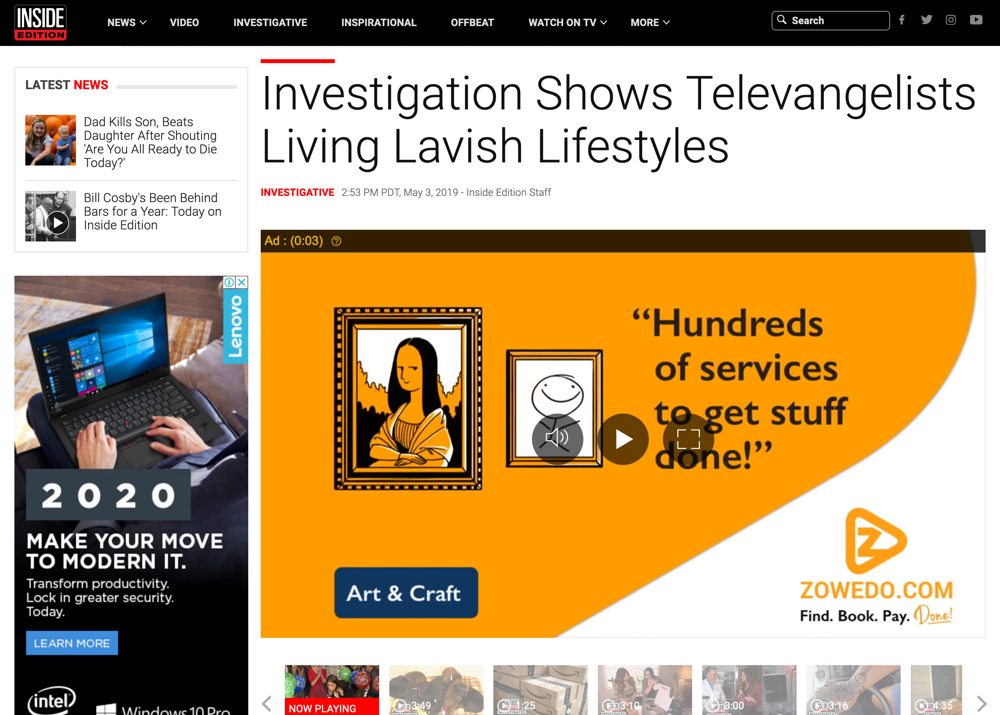 INSIDE
EDITION
NEWS
VIDEO
INVESTIGATIVE
INSPIRATIONAL
OFFBEAT
WATCH ON TV
MORE
Search
LATEST NEWS
Dad Kills Son, Beats
Daughter After Shouting
'Are You All Ready to Die
Today?'
Bill Cosby's Been Behind
Bars for a Year: Today on
Inside Edition
Lenovo
2020
MAKE YOUR MOVE
TO MODERN IT.
Transform productivity.
Lock in greater security.
Today.
LEARN MORE
intel
Windows 10 Pro
Investigation Shows Televangelists
Living Lavish Lifestyles
INVESTIGATIVE 2:53 PM PDT, May 3, 2019 - Inside Edition Staff
Ad : (0:03)
“Hundreds
of services
to get stuff
done!”
Art & Craft
Z
ZOWEDO.COM
Find. Book. Pay. Done!
NOW PLAYING
3:49
:25
3:10
3:00
3:16
4:35